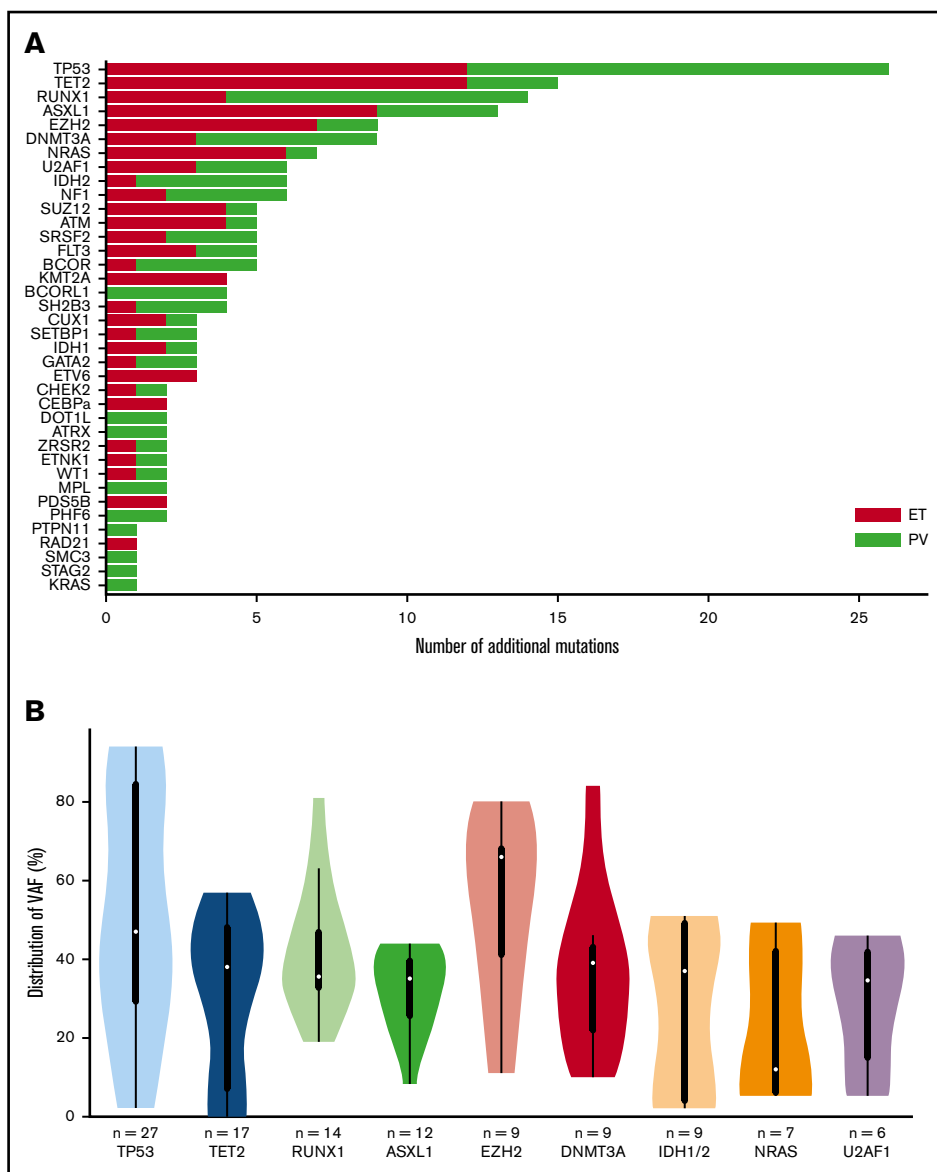 A
TP53
TET2
RUNX1
ASXL1
EZH2
DNMT3A
NRAS
U2AF1
IDH2
NF1
SUZ12
ATM
SRSF2
FLT3
BCOR
KMT2A
BCORL1
SH2B3
CUX1
SETBP1
IDH1
GATA2
ETV6
CHEK2
CEBPa
DOT1L
ATRX
ZRSR2
ETNK1
WT1
MPL
PDS5B
PHF6
PTPN11
RAD21
SMC3
STAG2
KRAS
ET
PV
0 5 10 15 20 25
Number of additional mutations
B
Distribution of VAF (%)
80
60
40
20
0
n = 27 n = 17 n = 14 n = 12 n = 9 n = 9 n = 9 n = 7 n = 6
TP53 TET2 RUNX1 ASXL1 EZH2 DNMT3A IDH1/2 NRAS U2AF1